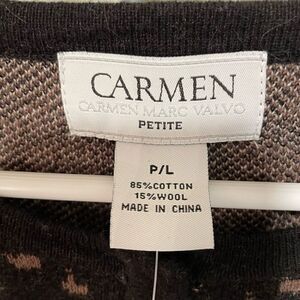 CARMEN
CARMEN MARC VALVO
PETITE
P/L
85%COTTON
15%WOOL
MADE IN CHINA